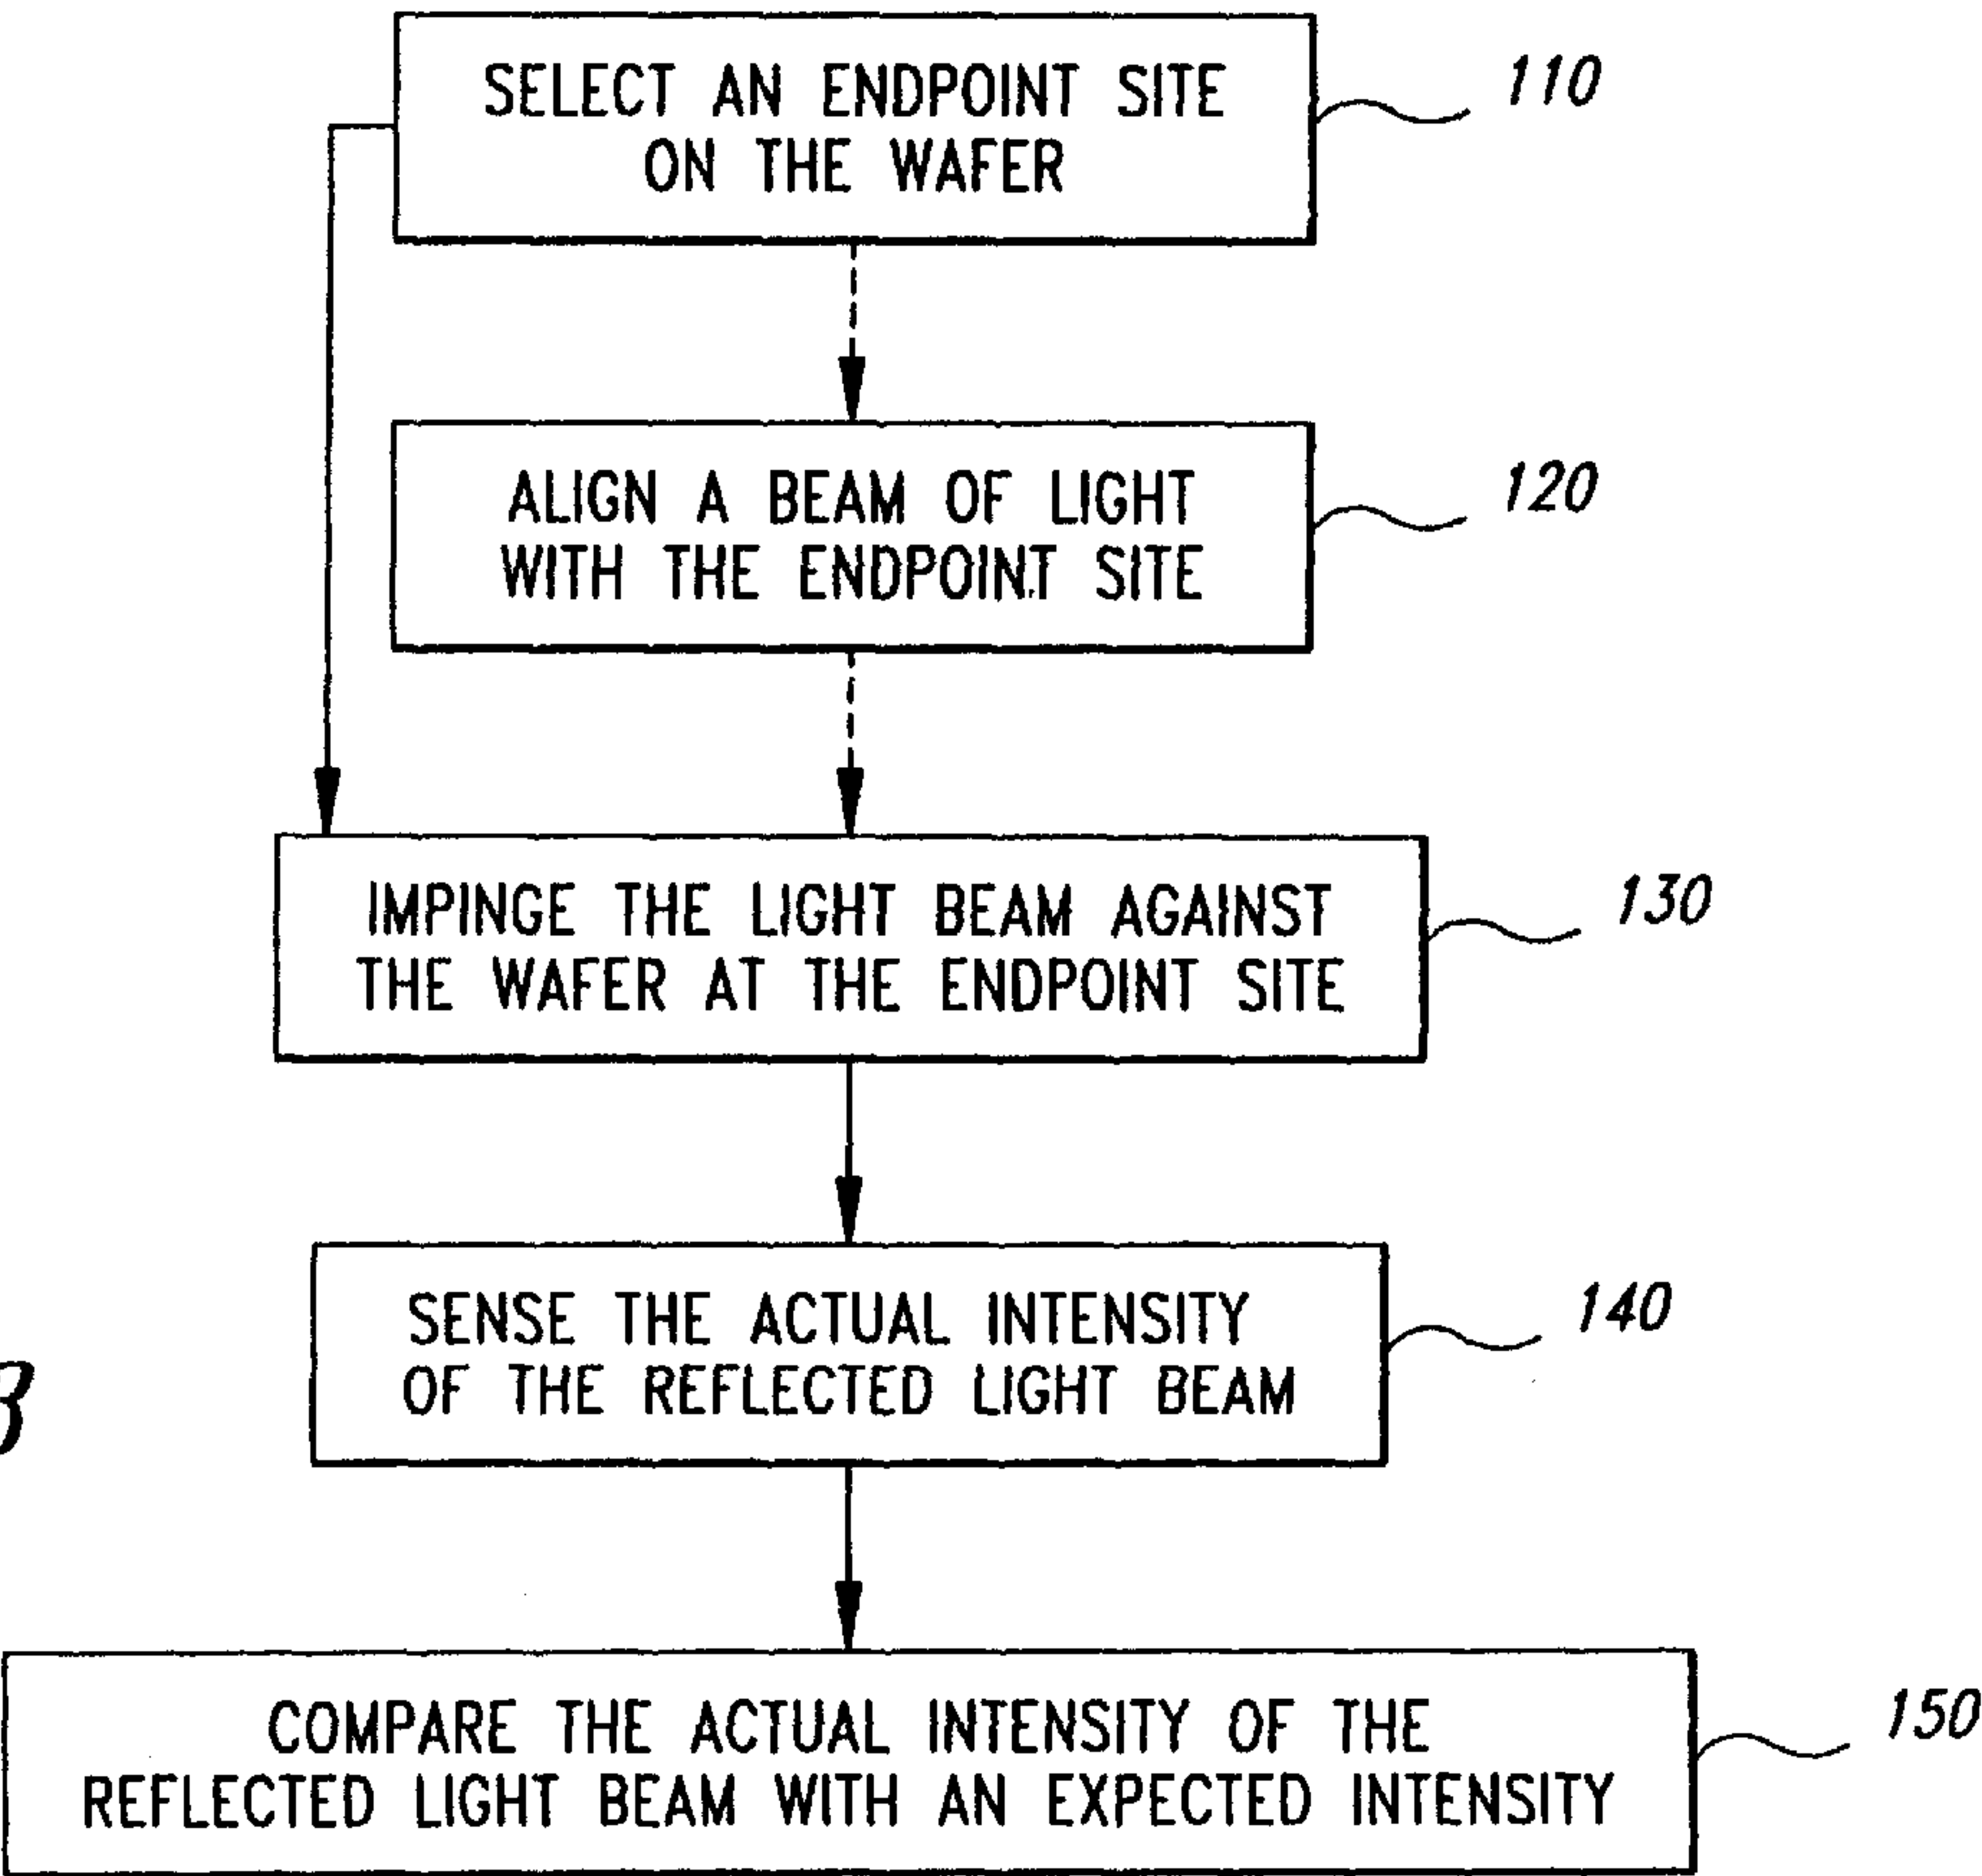 SELECT AN ENDPOINT SITE
ON THE WAFER
110
ALIGN A BEAM OF LIGHT
WITH THE ENDPOINT SITE
120
IMPINGE THE LIGHT BEAM AGAINST
THE WAFER AT THE ENDPOINT SITE
130
SENSE THE ACTUAL INTENSITY
OF THE REFLECTED LIGHT BEAM
140
COMPARE THE ACTUAL INTENSITY OF THE
REFLECTED LIGHT BEAM WITH AN EXPECTED INTENSITY
150